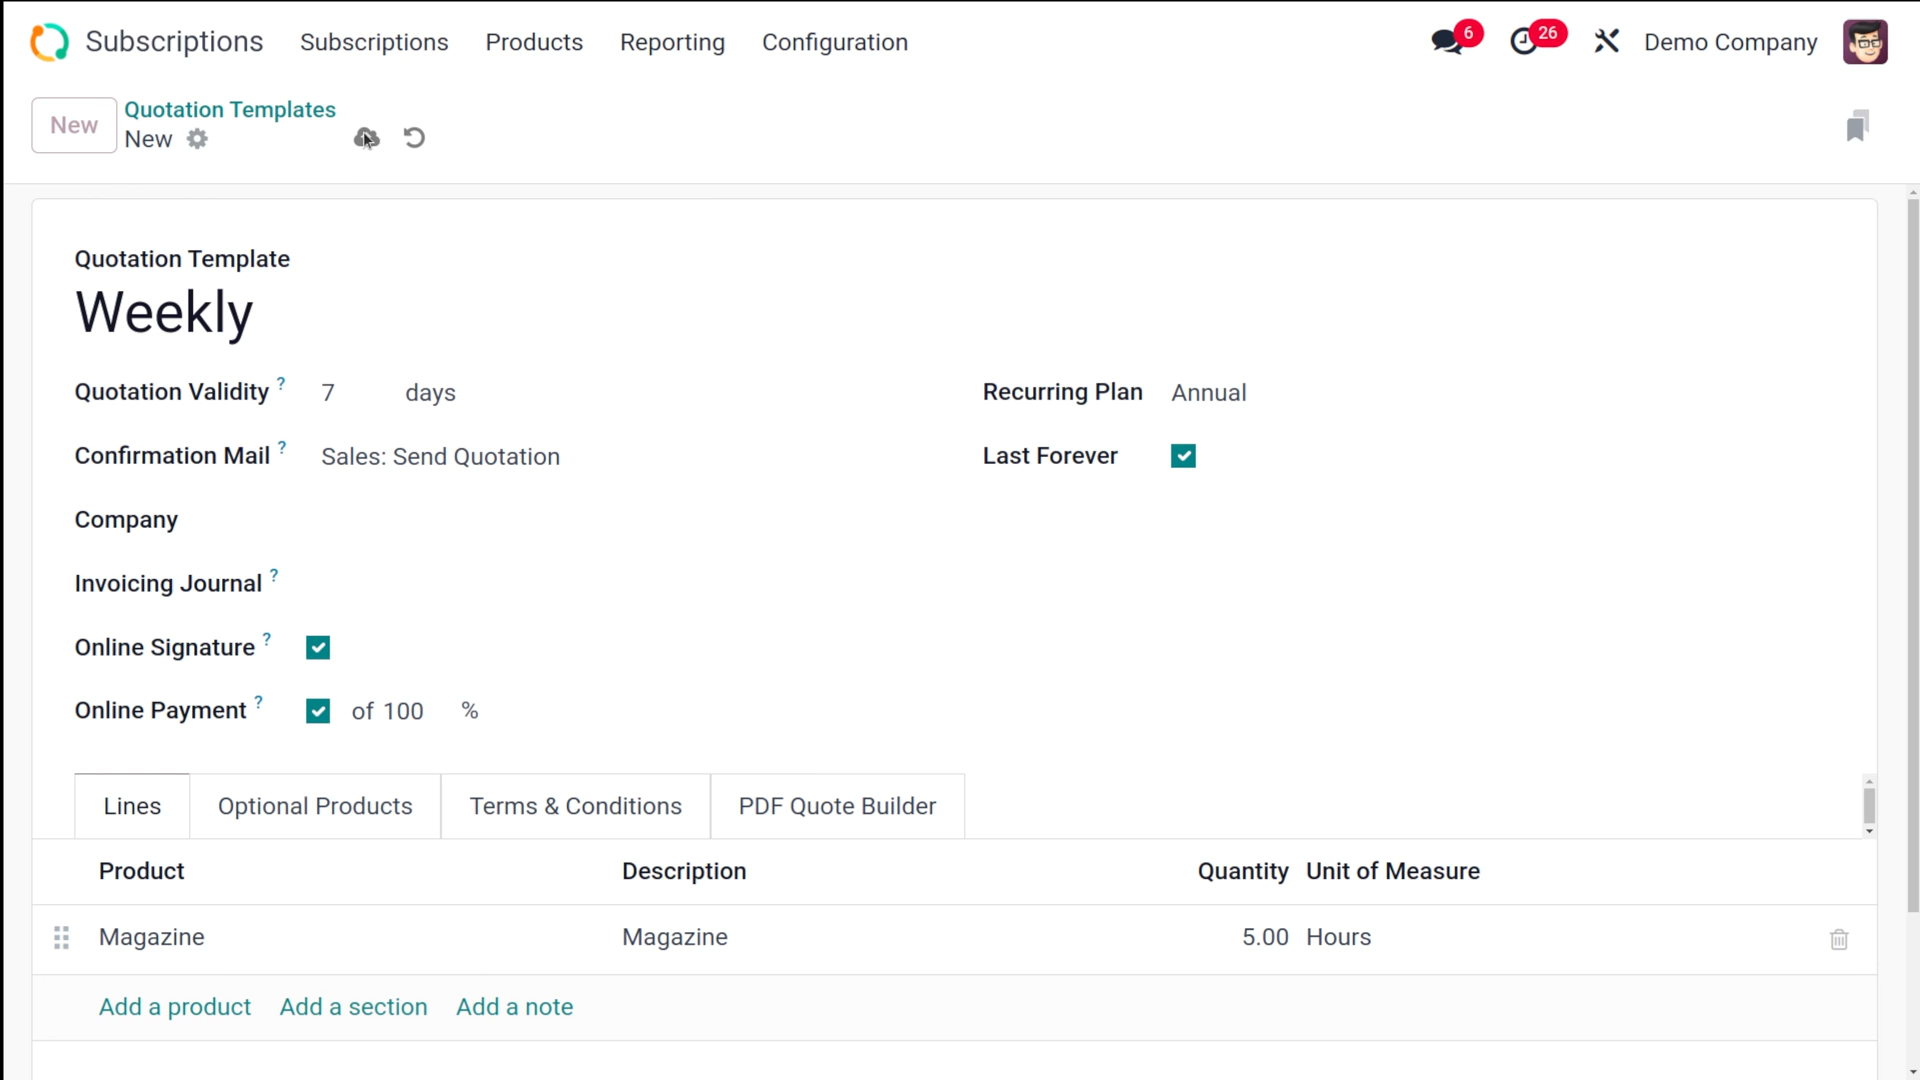 Subscriptions Subscriptions Products Reporting Configuration 6 26 Demo Company
New Quotation Templates
New
Quotation Template
Weekly
Quotation Validity ? 7 days Recurring Plan Annual
Confirmation Mail ? Sales: Send Quotation Last Forever
Company
Invoicing Journal ?
Online Signature ?
Online Payment ? of 100 %
Lines Optional Products Terms & Conditions PDF Quote Builder
Product Description Quantity Unit of Measure
Magazine Magazine 5.00 Hours
Add a product Add a section Add a note